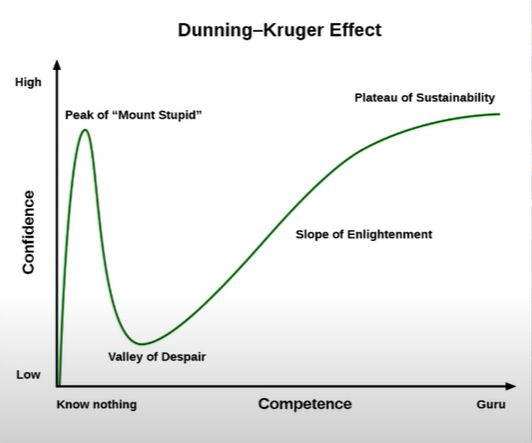 Dunning–Kruger Effect
High
Plateau of Sustainability
Peak of “Mount Stupid”
Confidence
Slope of Enlightenment
Valley of Despair
Low
Know nothing
Competence
Guru